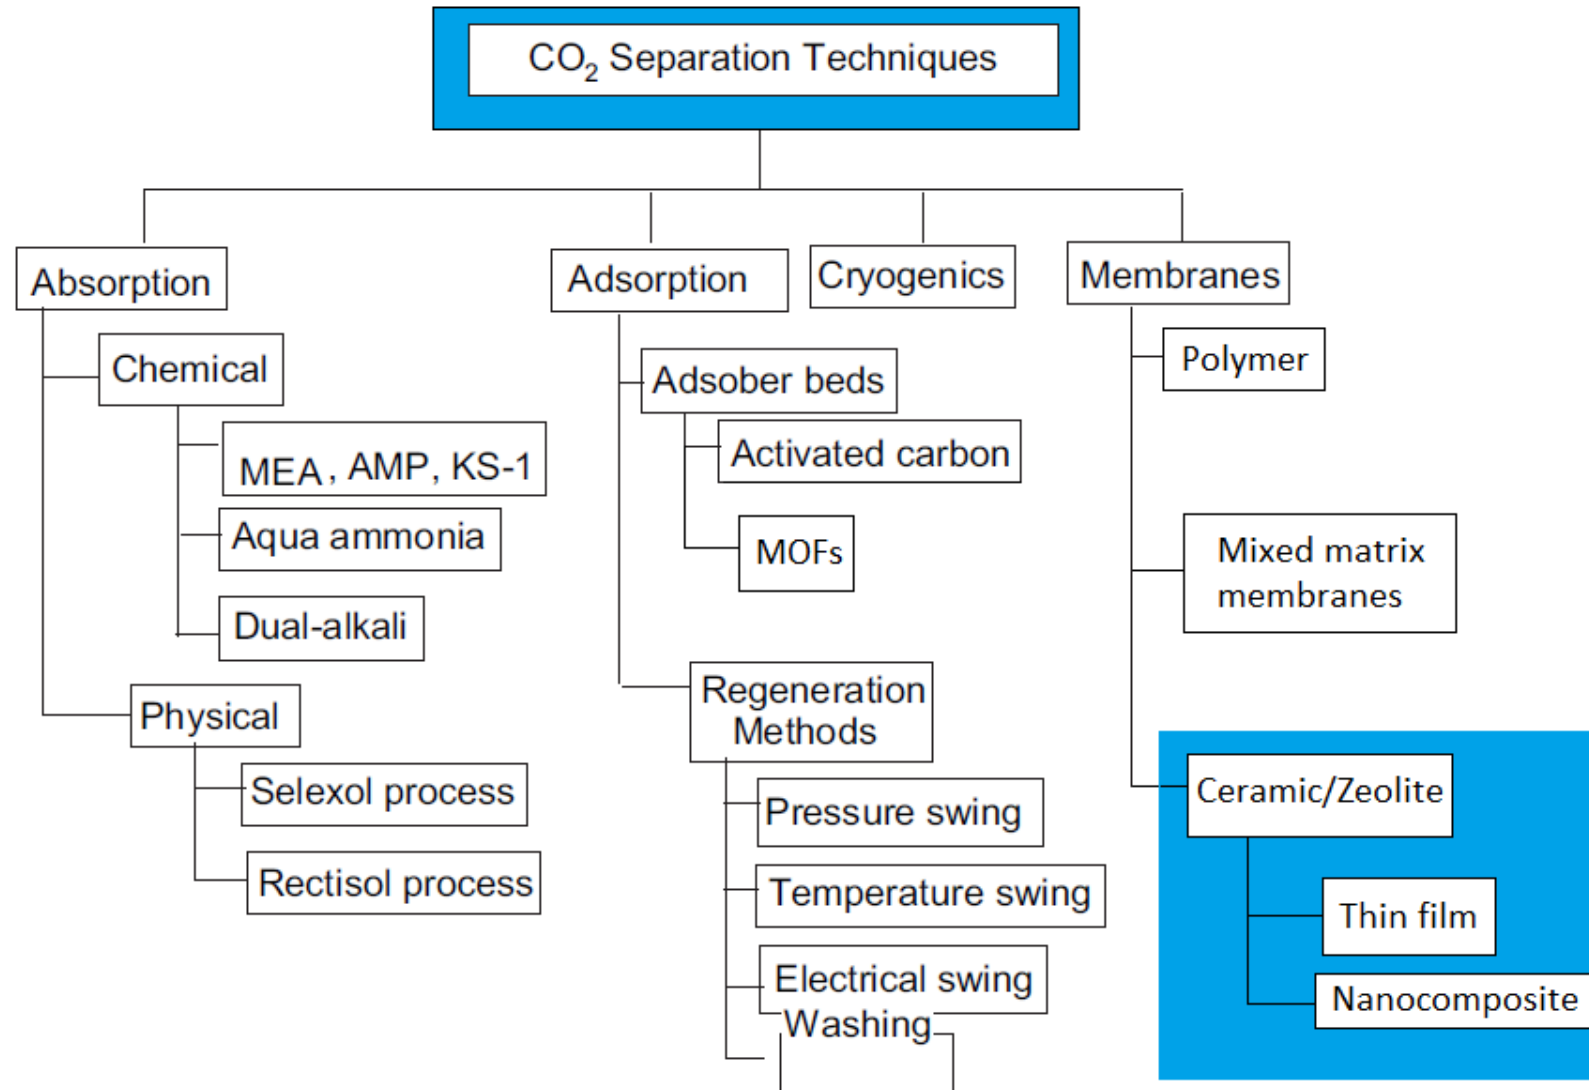 CO₂ Separation Techniques
Absorption
Chemical
MEA, AMP, KS-1
Aqua ammonia
Dual-alkali
Physical
Selexol process
Rectisol process
Adsorption
Adsober beds
Activated carbon
MOFs
Regeneration
Methods
Pressure swing
Temperature swing
Electrical swing
Washing
Cryogenics
Membranes
Polymer
Mixed matrix
membranes
Ceramic/Zeolite
Thin film
Nanocomposite